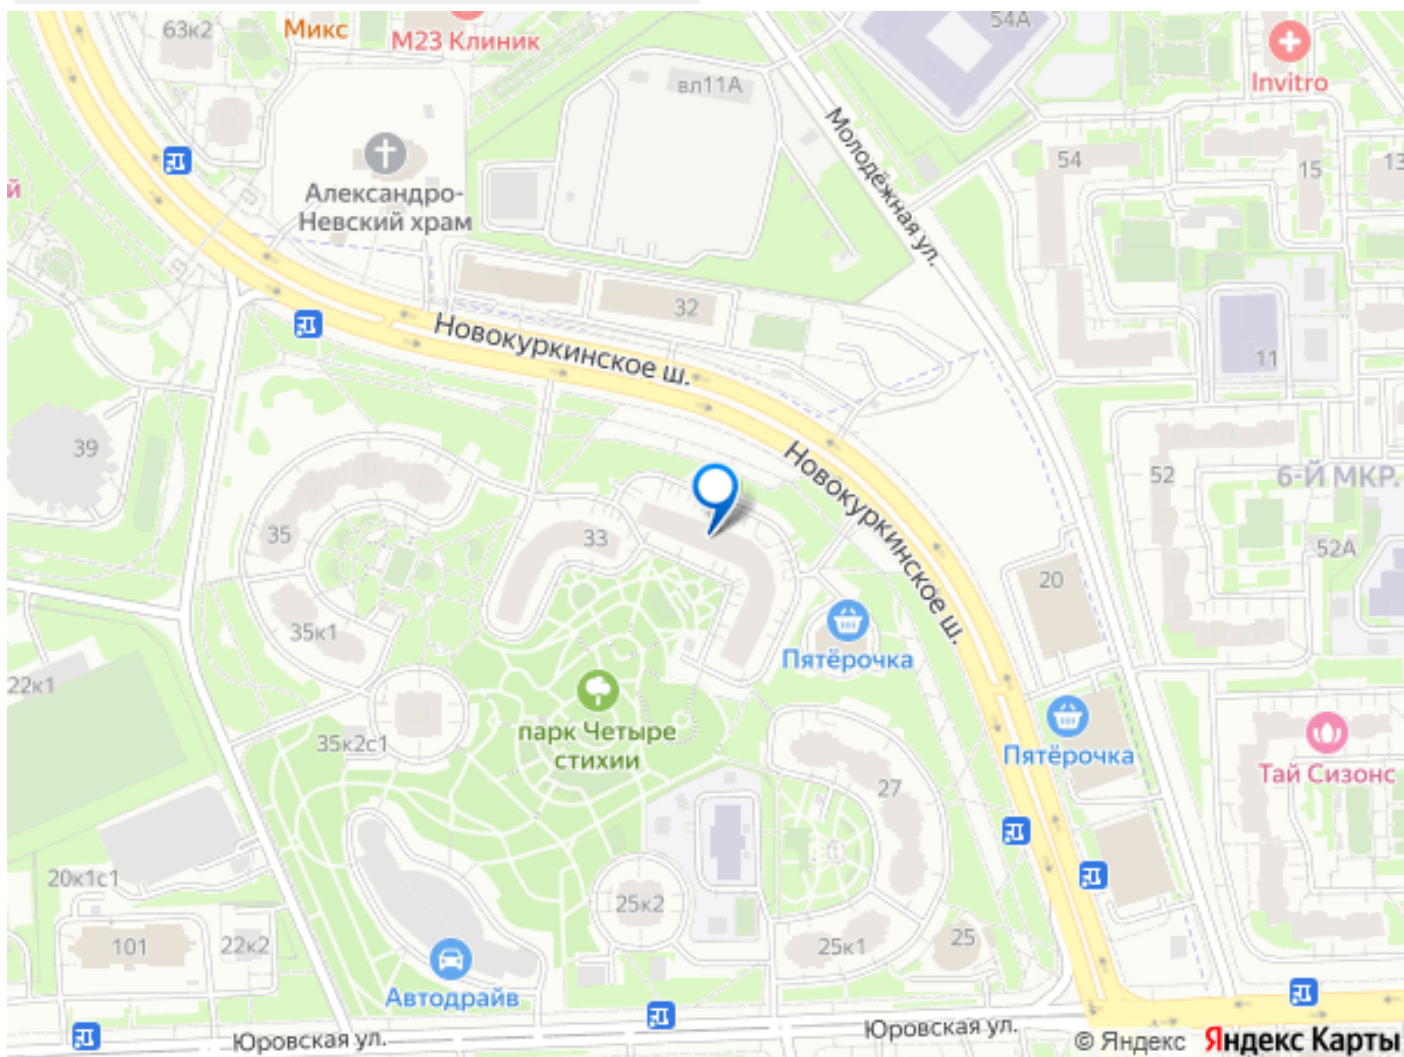 63к2
Микс
М23 Клиник
54А
Invitro
вл11А
Молодёжная ул.
54
15
13
й
Александро-
Невский храм
32
Новокуркинское ш.
11
39
Новокуркинское ш.
52
6-Й МКР.
35
33
52А
20
35к1
Пятёрочка
22к1
парк Четыре
стихии
35к2с1
Пятёрочка
Тай Сизонс
27
20к1с1
25к2
101
22к2
25к1
25
Автодрайв
Юровская ул.
Юровская ул.
© Яндекс Яндекс Карты